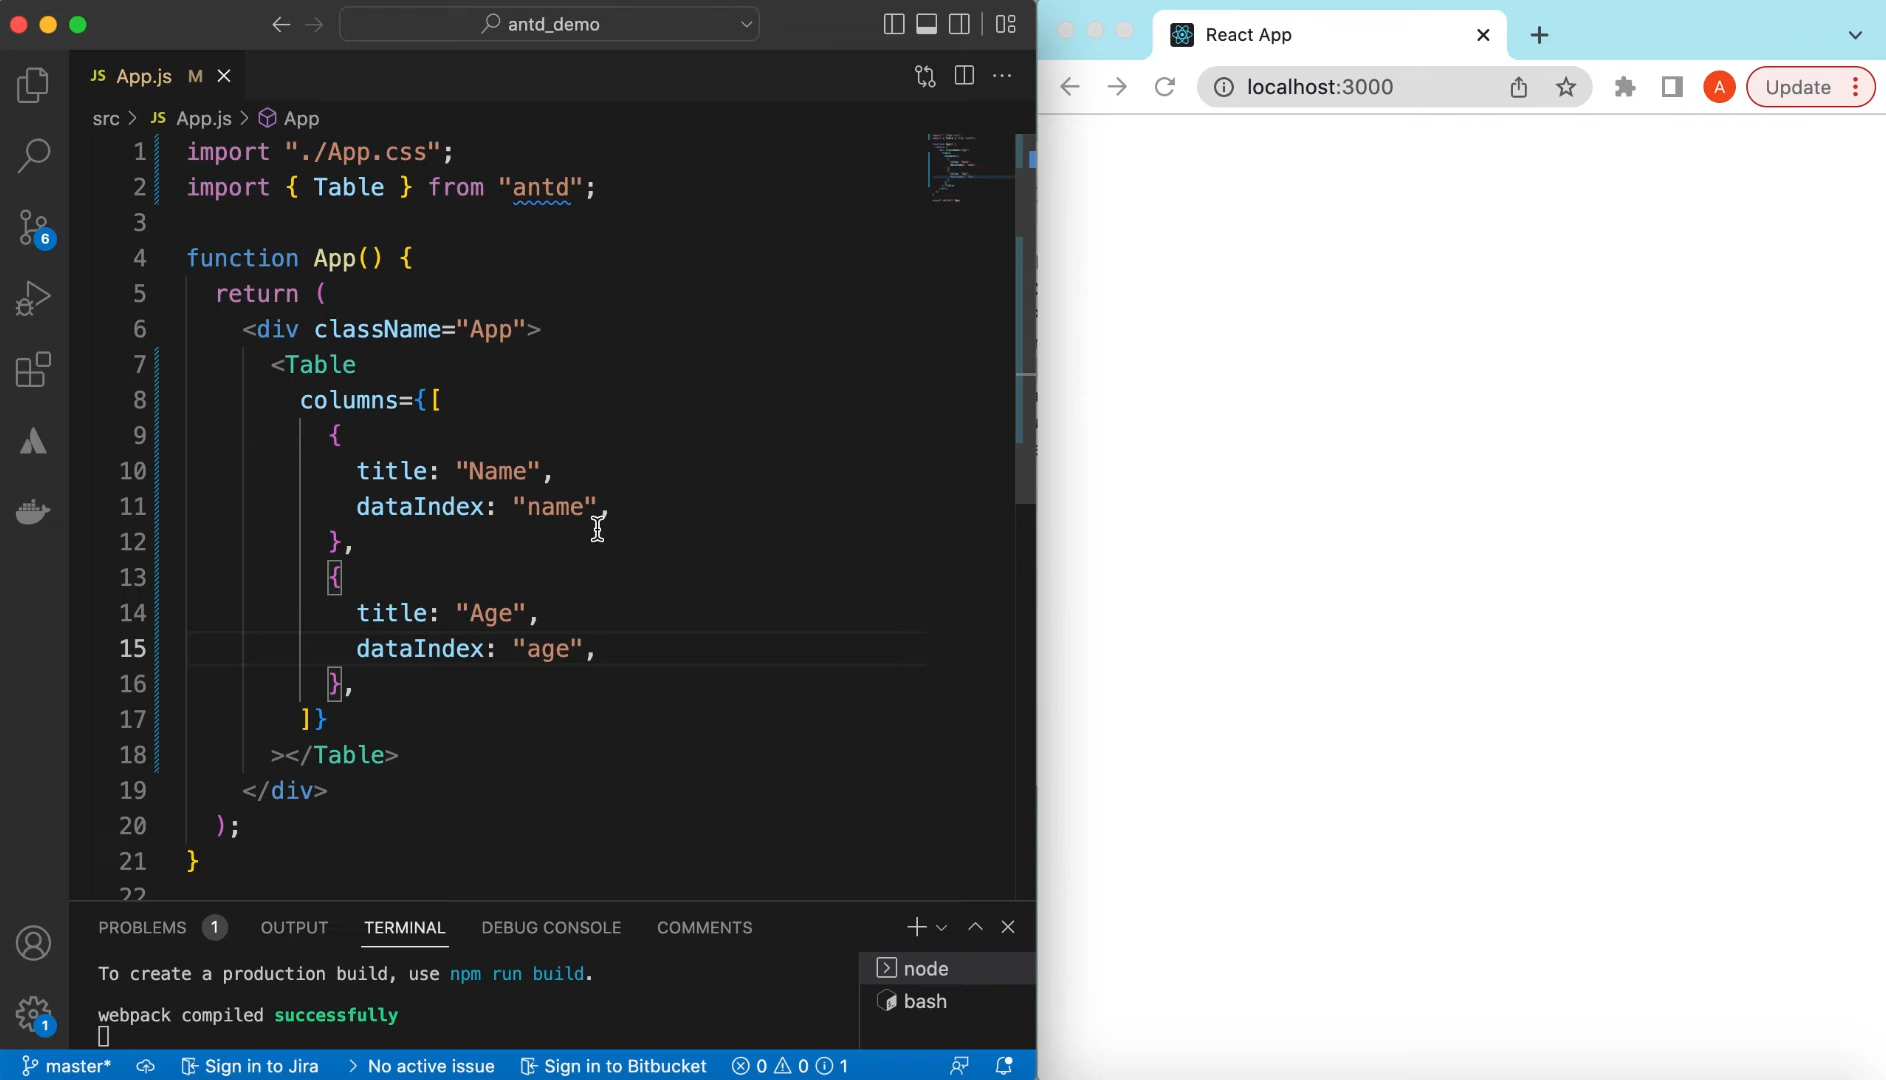 antd_demo
JS App.js M
src > JS App.js > App
1 import "./App.css";
2 import { Table } from "antd";
3
4 function App() {
5 return (
6 <div className="App">
7 <Table
8 columns={[
9 {
10 title: "Name",
11 dataIndex: "name",
12 },
13 {
14 title: "Age",
15 dataIndex: "age",
16 },
17 ]}
18 ></Table>
19 </div>
20 );
21 }
22
6
1
PROBLEMS 1 OUTPUT TERMINAL DEBUG CONSOLE COMMENTS
To create a production build, use npm run build.
webpack compiled successfully
node
bash
master* Sign in to Jira > No active issue Sign in to Bitbucket 0 0 1
React App
localhost:3000 A Update